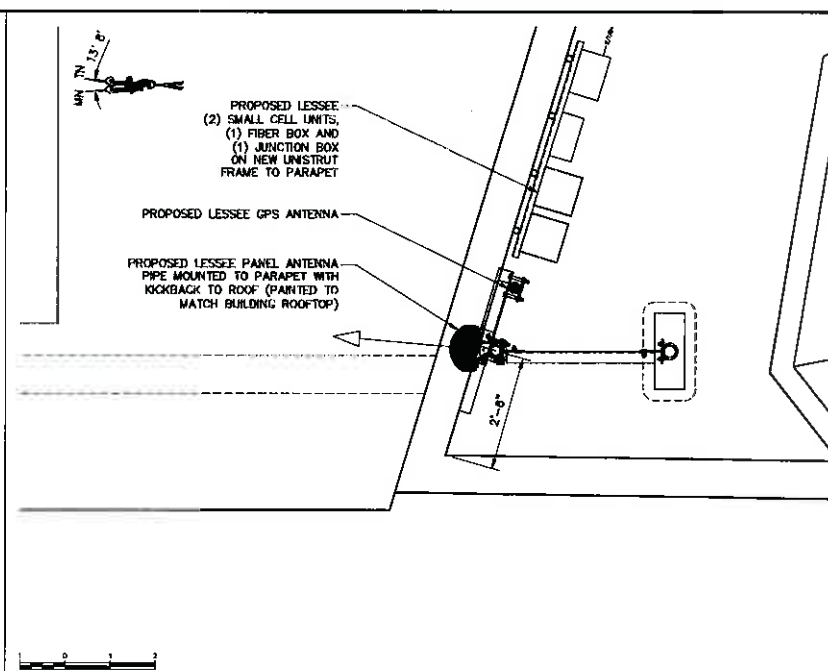 MN TN 13° 8'
PROPOSED LESSEE
(2) SMALL CELL UNITS,
(1) FIBER BOX AND
(1) JUNCTION BOX
ON NEW UNISTRUT
FRAME TO PARAPET
PROPOSED LESSEE GPS ANTENNA
PROPOSED LESSEE PANEL ANTENNA
PIPE MOUNTED TO PARAPET WITH
KICKBACK TO ROOF (PAINTED TO
MATCH BUILDING ROOFTOP)
2'-6"
1 0 1 2